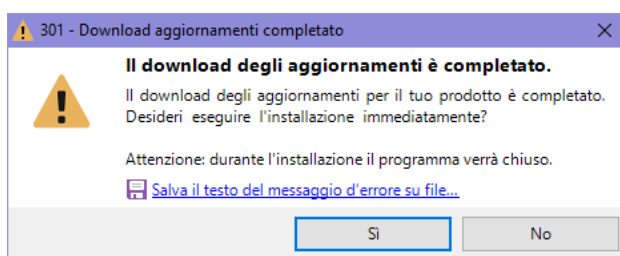 301 - Download aggiornamenti completato
Il download degli aggiornamenti è completato.
Il download degli aggiornamenti per il tuo prodotto è completato.
Desideri eseguire l'installazione immediatamente?
Attenzione: durante l'installazione il programma verrà chiuso.
Salva il testo del messaggio d'errore su file...
Sì
No